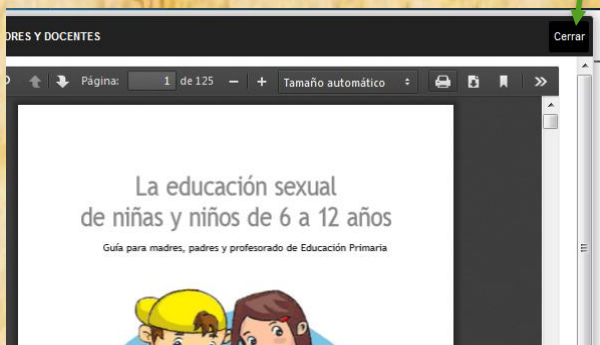 DRES Y DOCENTES
Cerrar
Página: 1 de 125 − + Tamaño automático
La educación sexual
de niñas y niños de 6 a 12 años
Guía para madres, padres y profesorado de Educación Primaria